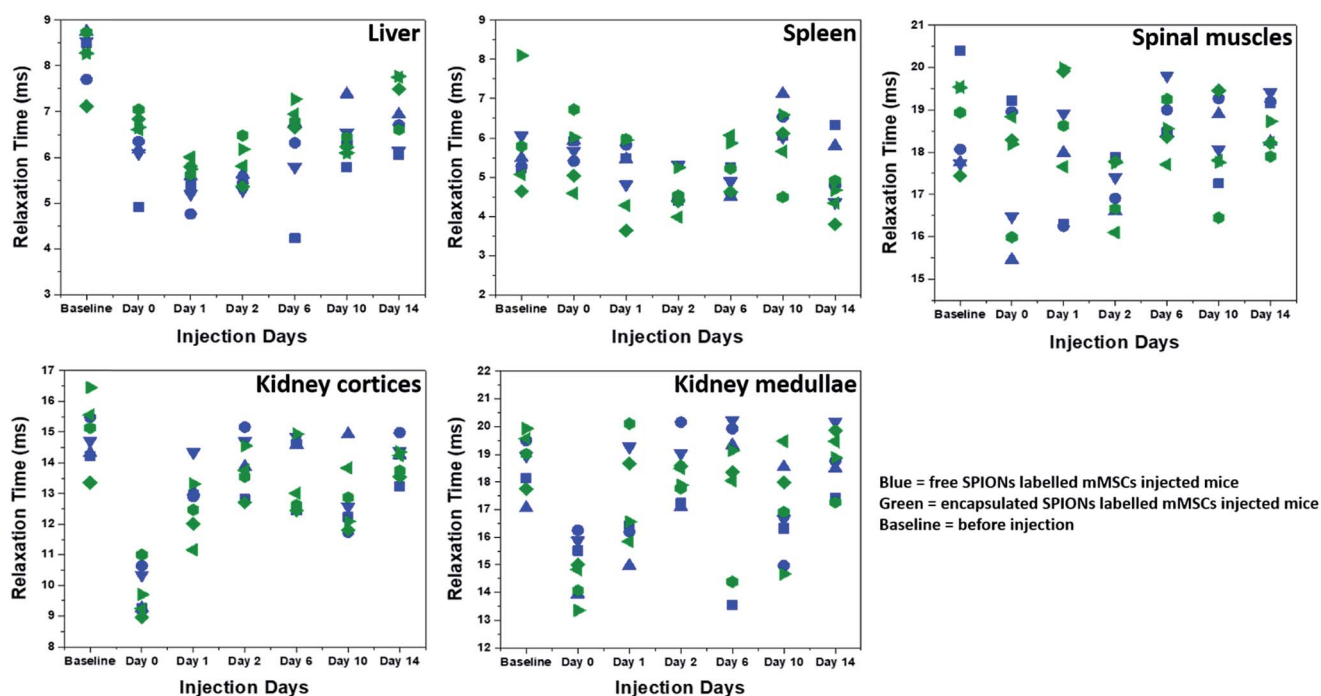 Liver
Relaxation Time (ms)
9
8
7
6
5
4
3
Baseline Day 0 Day 1 Day 2 Day 6 Day 10 Day 14
Injection Days
Spleen
Relaxation Time (ms)
9
8
7
6
5
4
3
2
Baseline Day 0 Day 1 Day 2 Day 6 Day 10 Day 14
Injection Days
Spinal muscles
Relaxation Time (ms)
21
20
19
18
17
16
15
Baseline Day 0 Day 1 Day 2 Day 6 Day 10 Day 14
Injection Days
Kidney cortices
Relaxation Time (ms)
17
16
15
14
13
12
11
10
9
8
Baseline Day 0 Day 1 Day 2 Day 6 Day 10 Day 14
Injection Days
Kidney medullae
Relaxation Time (ms)
22
21
20
19
18
17
16
15
14
13
12
Baseline Day 0 Day 1 Day 2 Day 6 Day 10 Day 14
Injection Days
Blue = free SPIONs labelled mMSCs injected mice
Green = encapsulated SPIONs labelled mMSCs injected mice
Baseline = before injection